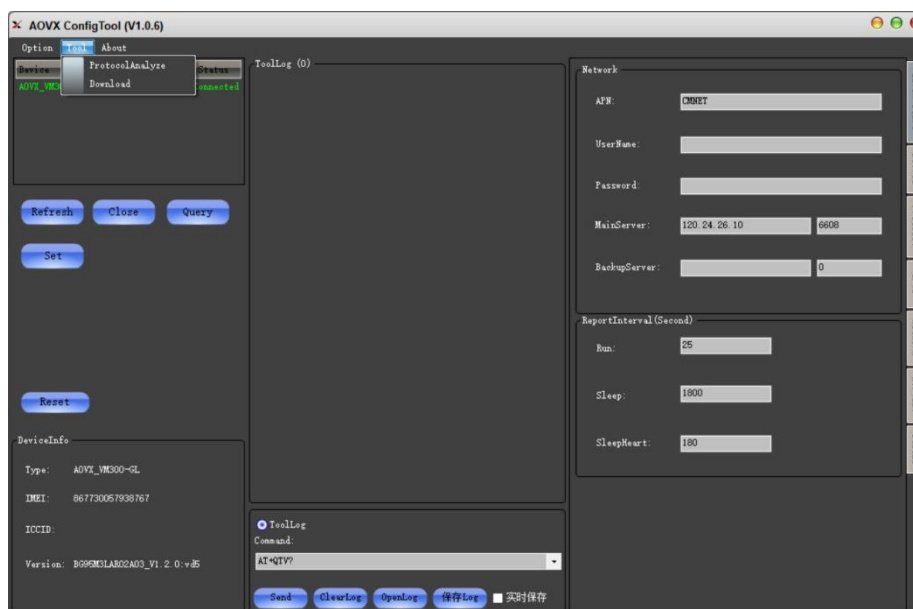 AOVX ConfigTool (V1.0.6)
Option Tool About
ProtocolAnalyze
Download
Device Status
AOVX_VM3 onnected
Refresh Close Query
Set
Reset
DeviceInfo
Type: AOVX_VM300-GL
IMEI: 867730057938767
ICCID:
Version: BG95M3LAR02A03_V1.2.0:vd5
ToolLog (0)
ToolLog
Command:
AT+QTV?
Send ClearLog OpenLog 保存Log 实时保存
Network
APN: CMNET
UserName:
Password:
MainServer: 120.24.26.10 6608
BackupServer: 0
ReportInterval(Second)
Run: 25
Sleep: 1800
SleepHeart: 180